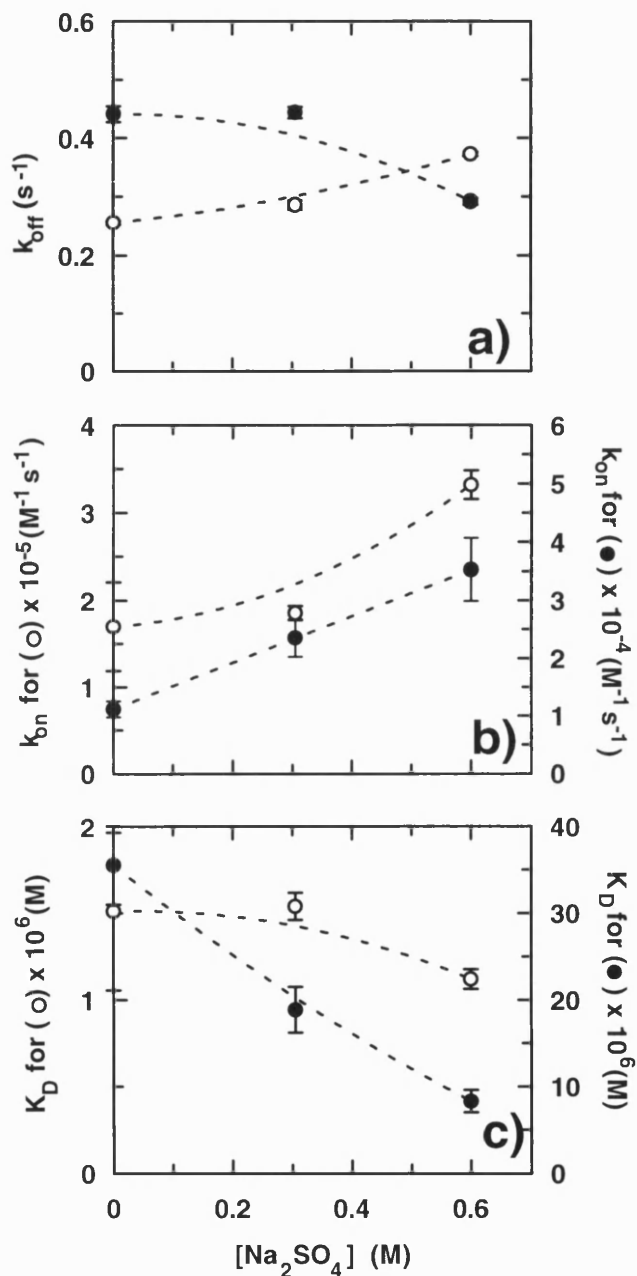 0.6
0.4
0.2
0
k_off (s^-1)
a)
4
3
2
1
0
k_on for (○) x 10^-5 (M^-1 s^-1)
6
5
4
3
2
1
0
k_on for (●) x 10^-4 (M^-1 s^-1)
b)
2
1
0
K_D for (○) x 10^6 (M)
40
30
20
10
0
K_D for (●) x 10^6 (M)
c)
0 0.2 0.4 0.6
[Na_2SO_4] (M)